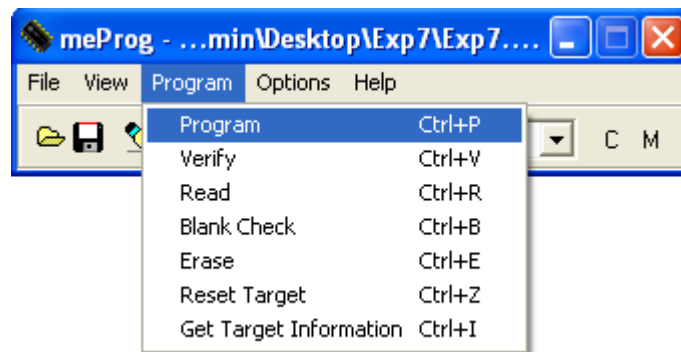 meProg - ...min\Desktop\Exp7\Exp7....
File View Program Options Help
C M
Program Ctrl+P
Verify Ctrl+V
Read Ctrl+R
Blank Check Ctrl+B
Erase Ctrl+E
Reset Target Ctrl+Z
Get Target Information Ctrl+I